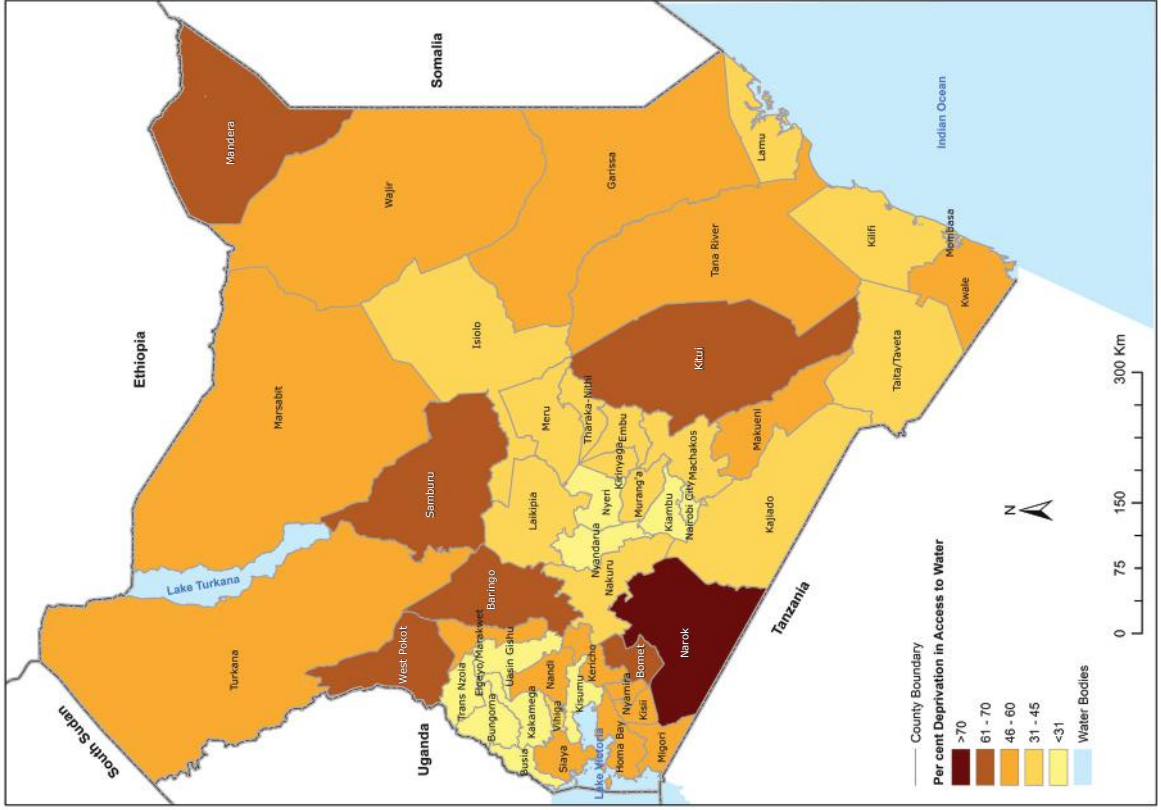 South Sudan
Ethiopia
Somalia
Uganda
Tanzania
Indian Ocean
Lake Turkana
Lake Victoria
Mandera
Turkana
Marsabit
Wajir
West Pokot
Samburu
Isiolo
Garissa
Baringo
Trans Nzoia
Elgeyo/Marakwet
Uasin Gishu
Bungoma
Kakamega
Busia
Nandi
Vihiga
Siaya
Kisumu
Kericho
Laikipia
Meru
Tharaka-Nithi
Nyandarua
Nyeri
Kirinyaga
Embu
Nakuru
Murang'a
Kiambu
Nairobi City
Machakos
Kitui
Tana River
Lamu
Homa Bay
Nyamira
Kisii
Bomet
Migori
Narok
Kajiado
Makueni
Kilifi
Taita/Taveta
Mombasa
Kwale
N
0 75 150 300 Km
County Boundary
Per cent Deprivation in Access to Water
>70
61 - 70
46 - 60
31 - 45
<31
Water Bodies